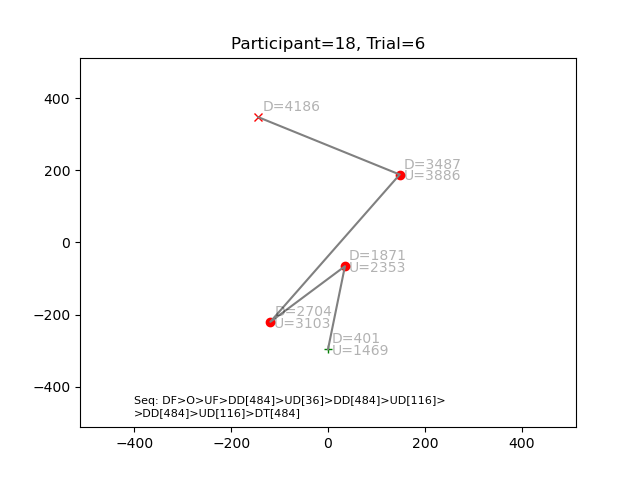 Participant=18, Trial=6
400
200
0
−200
−400
D=4186
D=3487
U=3886
D=1871
U=2353
D=2704
U=3103
D=401
U=1469
Seq: DF>O>UF>DD[484]>UD[36]>DD[484]>UD[116]>
>DD[484]>UD[116]>DT[484]
−400
−200
0
200
400